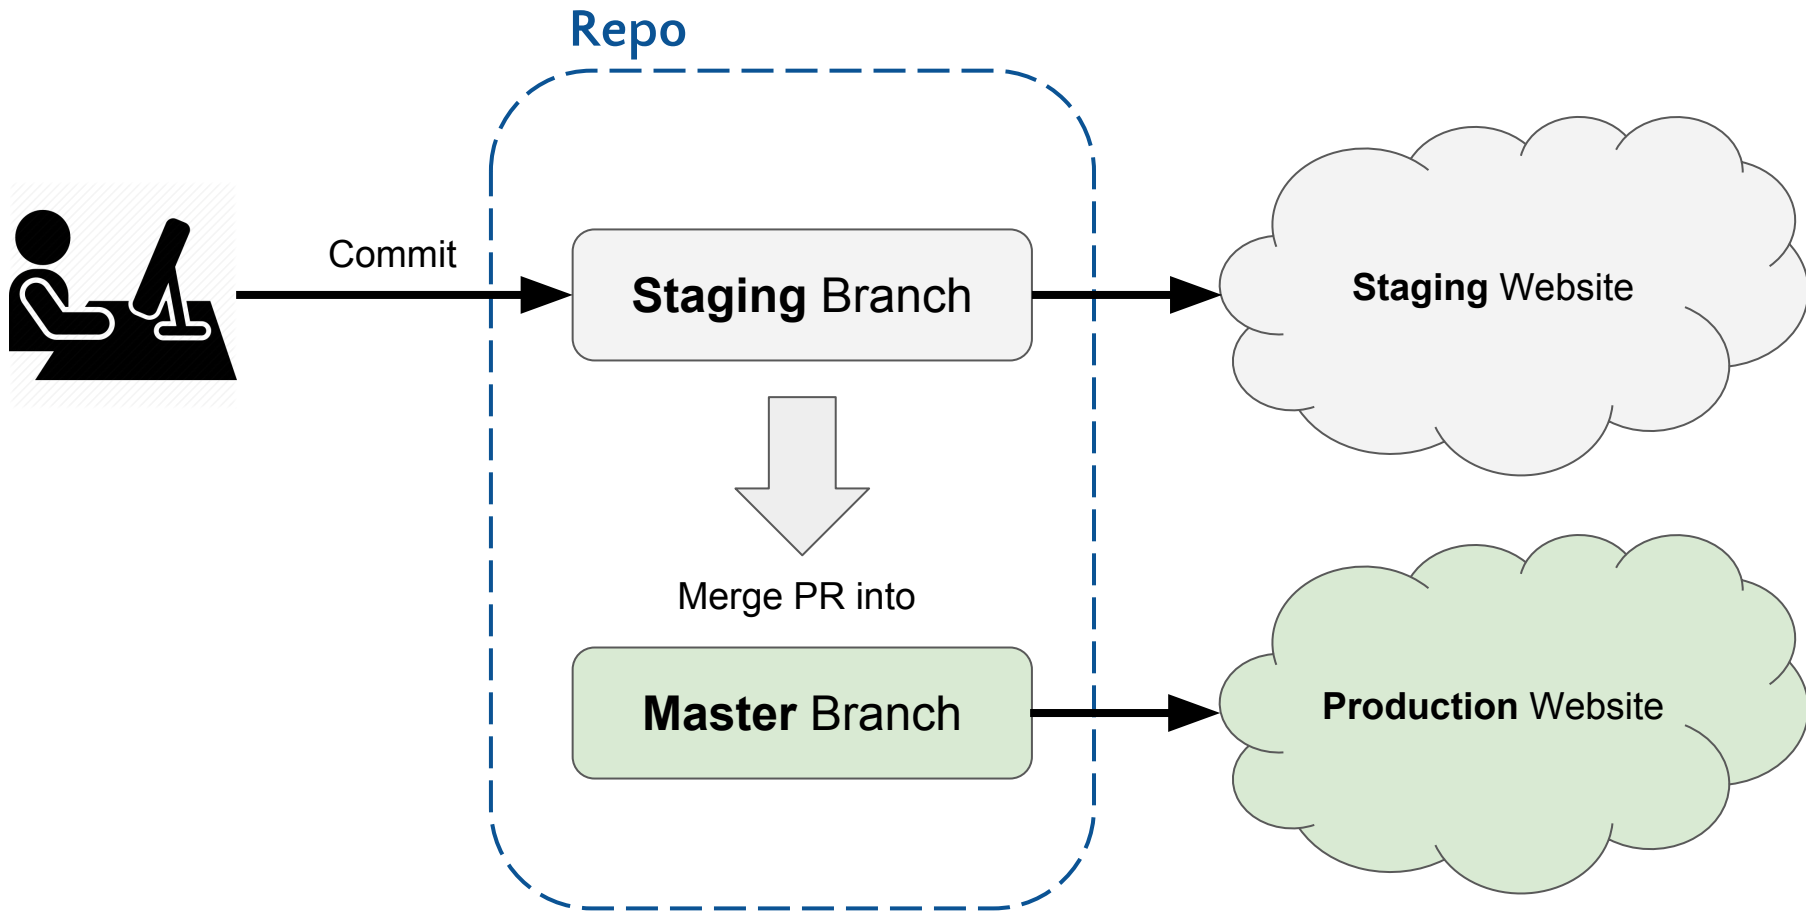 Repo
Commit
Staging Branch
Staging Website
Merge PR into
Master Branch
Production Website